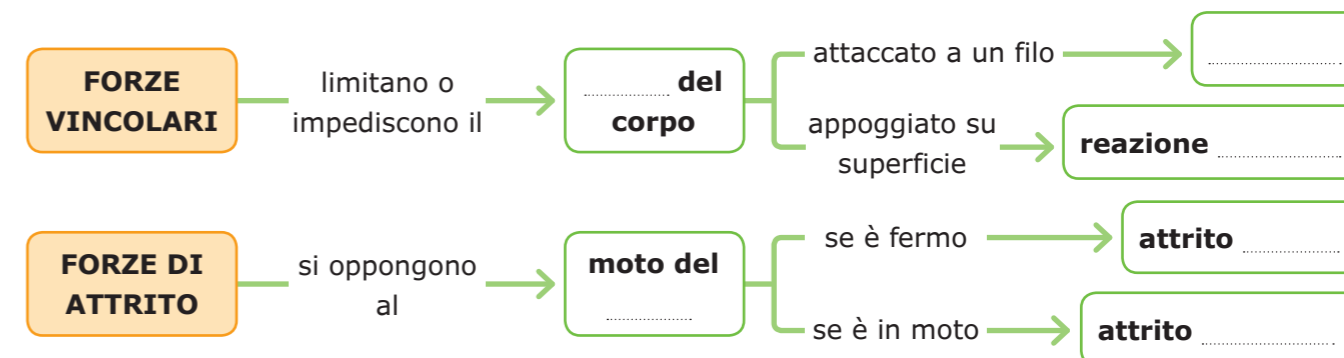 FORZE
VINCOLARI
limitano o
impediscono il
.................. del
corpo
attaccato a un filo
..................
appoggiato su
superficie
reazione ..................
FORZE DI
ATTRITO
si oppongono
al
moto del
..................
se è fermo
attrito ..................
se è in moto
attrito ..................